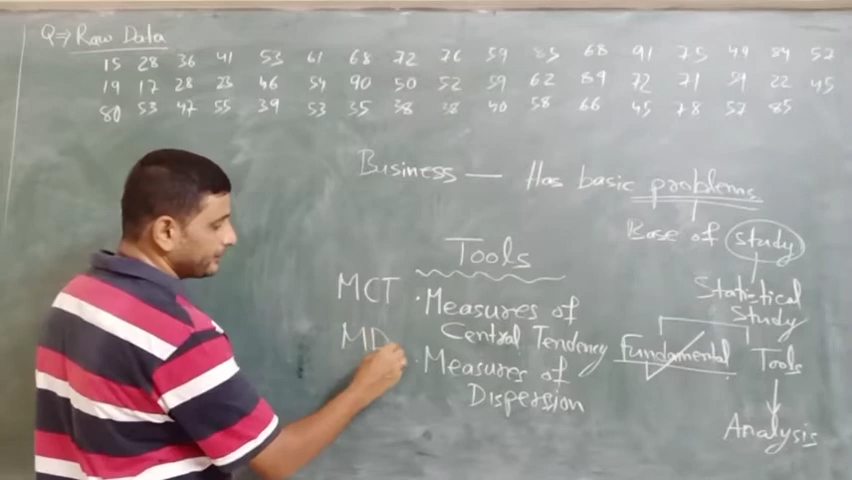 Q⇒ Raw Data
15 28 36 41 53 61 68 72 76 59 85 68 91 75 49 84 52
19 17 28 23 46 54 90 50 52 59 62 89 72 71 59 22 45
80 53 47 55 39 53 35 38 38 40 58 66 45 78 57 85
Business — Has basic problems
Base of study
Statistical
Study
Fundamental Tools
Analysis
Tools
MCT · Measures of
Central Tendency
MD · Measures of
Dispersion